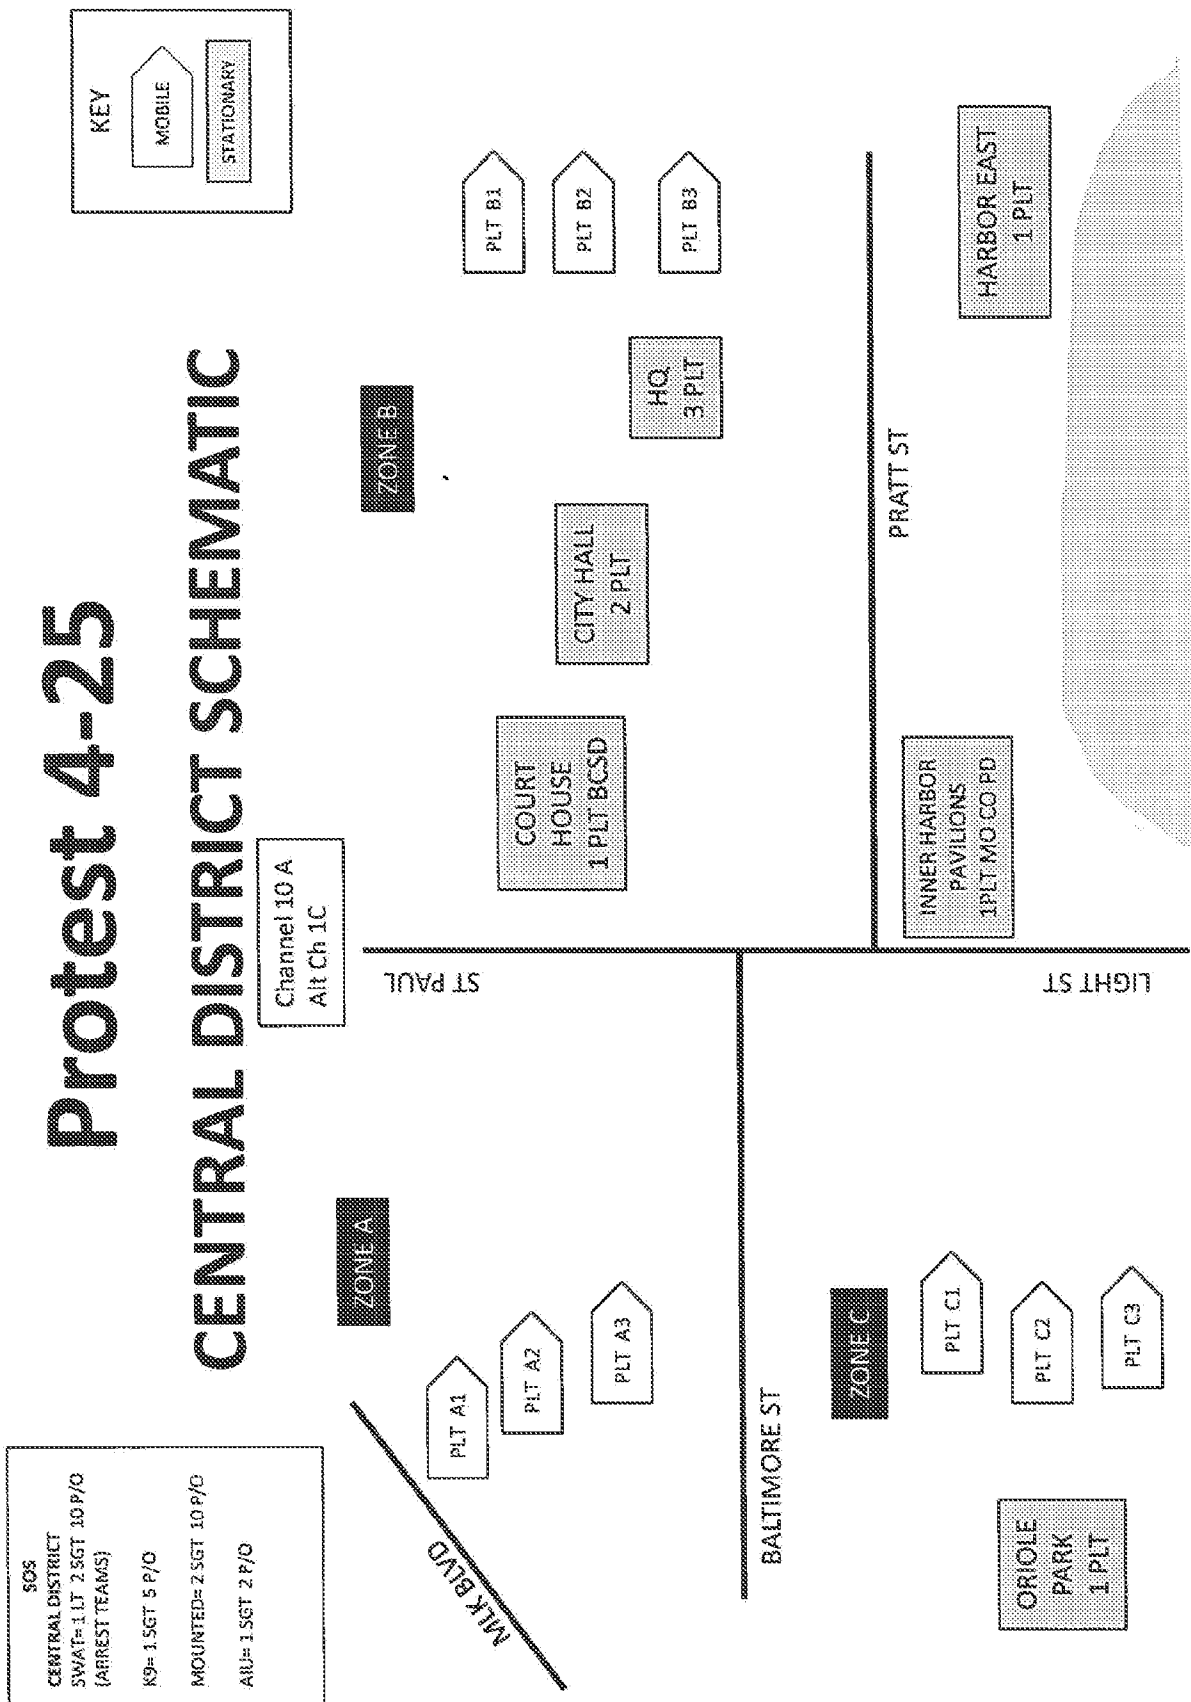 Protest 4-25
CENTRAL DISTRICT SCHEMATIC
SOS
CENTRAL DISTRICT
SWAT= 1 LT 2 SGT 10 P/O
(ARREST TEAMS)
K9= 1 SGT 5 P/O
MOUNTED= 2 SGT 10 P/O
AIU= 1 SGT 2 P/O
Channel 10 A
Alt Ch 1C
KEY
MOBILE
STATIONARY
ZONE A
MLK BLVD
PLT A1
PLT A2
PLT A3
ST PAUL
ZONE B
COURT
HOUSE
1 PLT BCSD
CITY HALL
2 PLT
HQ
3 PLT
PLT B1
PLT B2
PLT B3
BALTIMORE ST
ZONE C
ORIOLE
PARK
1 PLT
PLT C1
PLT C2
PLT C3
LIGHT ST
PRATT ST
INNER HARBOR
PAVILIONS
1PLT MO CO PD
HARBOR EAST
1 PLT